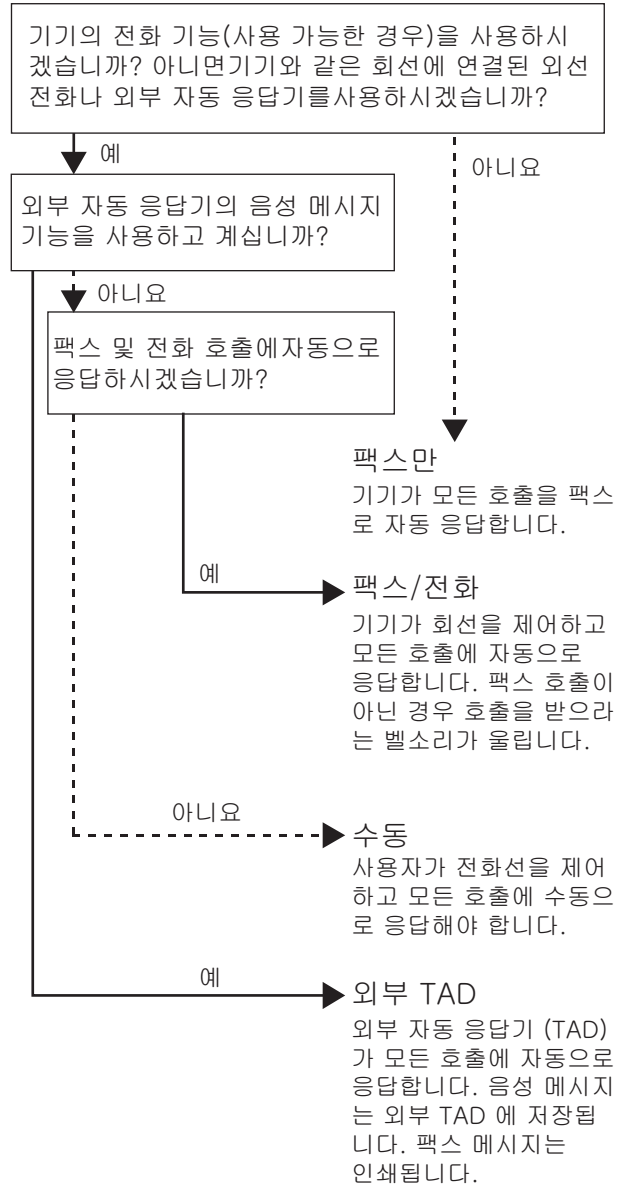 기기의 전화 기능(사용 가능한 경우)을 사용하시
겠습니까? 아니면기기와 같은 회선에 연결된 외선
전화나 외부 자동 응답기를사용하시겠습니까?
예
아니요
외부 자동 응답기의 음성 메시지
기능을 사용하고 계십니까?
아니요
팩스 및 전화 호출에자동으로
응답하시겠습니까?
팩스만
기기가 모든 호출을 팩스
로 자동 응답합니다.
예
팩스/전화
기기가 회선을 제어하고
모든 호출에 자동으로
응답합니다. 팩스 호출이
아닌 경우 호출을 받으라
는 벨소리가 울립니다.
아니요
수동
사용자가 전화선을 제어
하고 모든 호출에 수동으
로 응답해야 합니다.
예
외부 TAD
외부 자동 응답기 (TAD)
가 모든 호출에 자동으로
응답합니다. 음성 메시지
는 외부 TAD 에 저장됩
니다. 팩스 메시지는
인쇄됩니다.